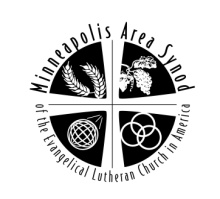 Minneapolis Area Synod
of the Evangelical Lutheran Church in America